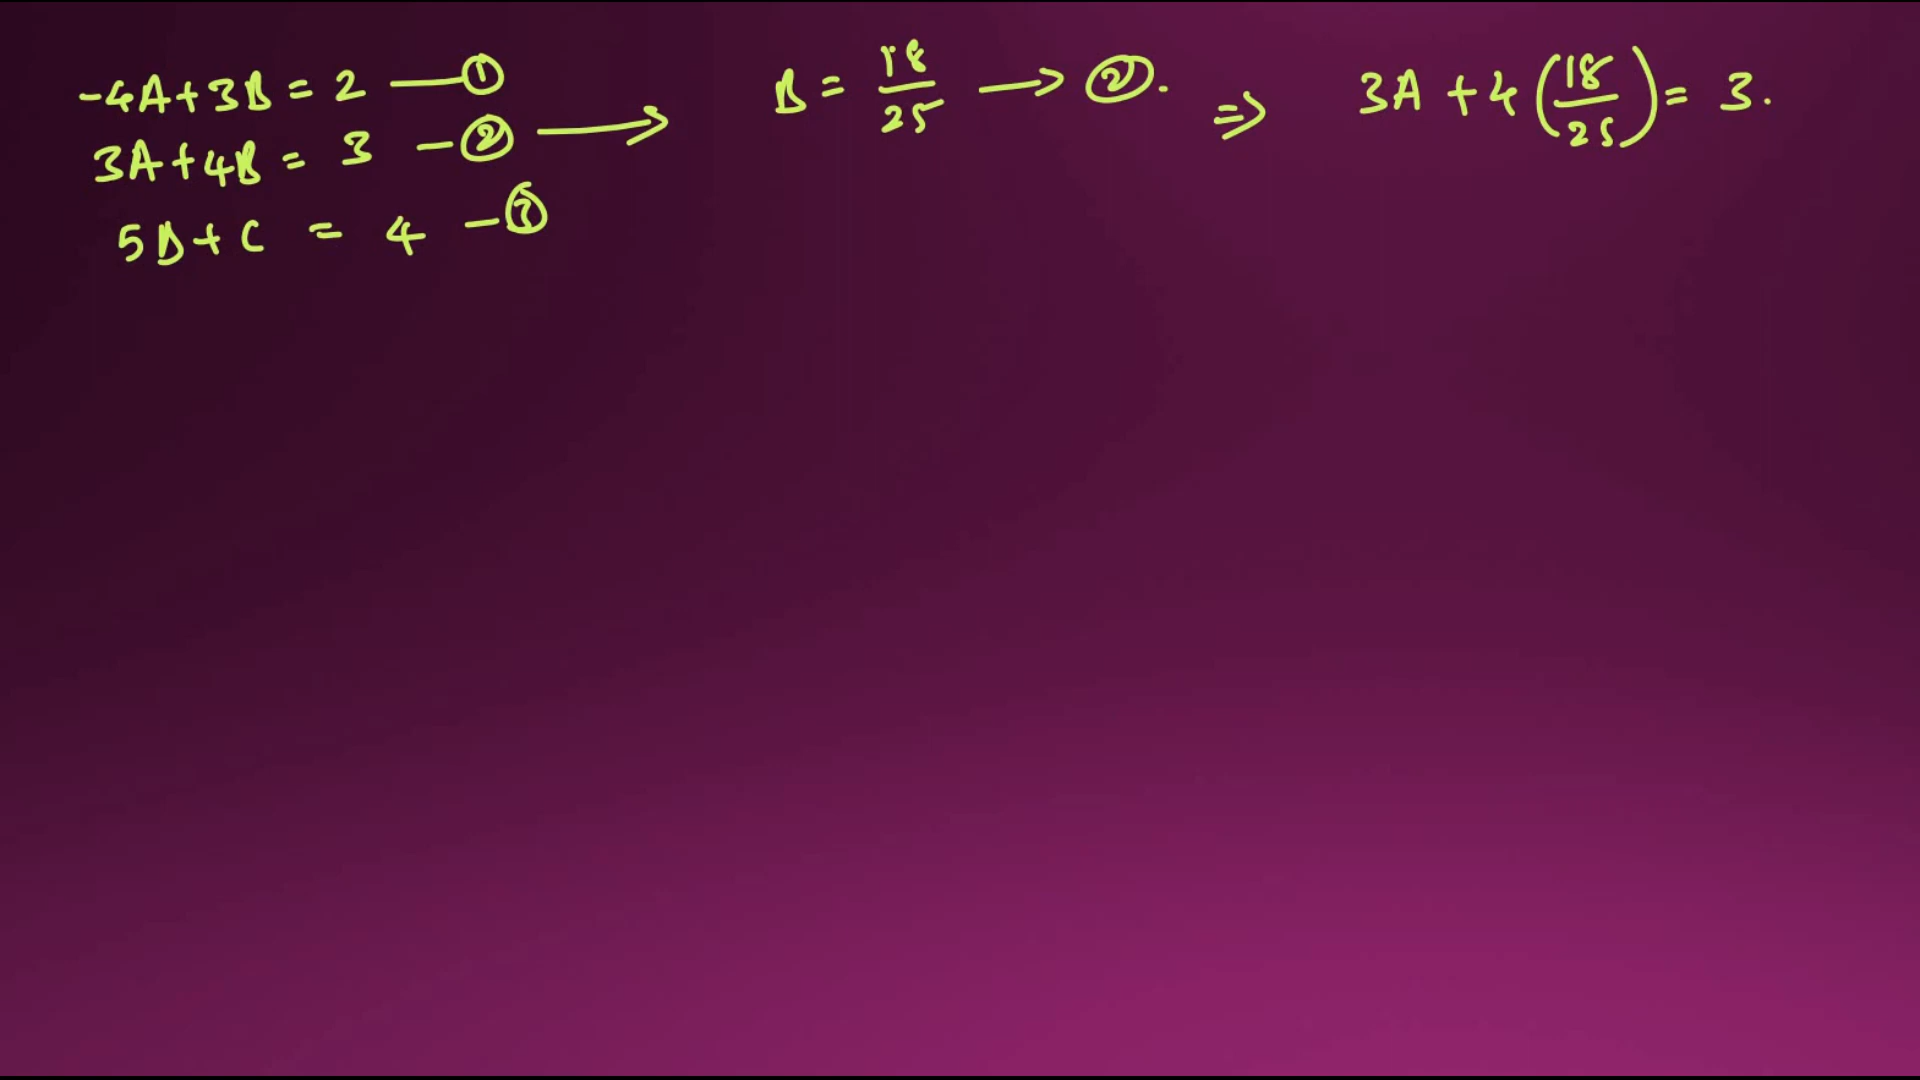 -4A+3B = 2 —①
3A+4B = 3 -② →
5B+C = 4 -③
B = 18/25 → ②.
⇒ 3A + 4(18/25) = 3.